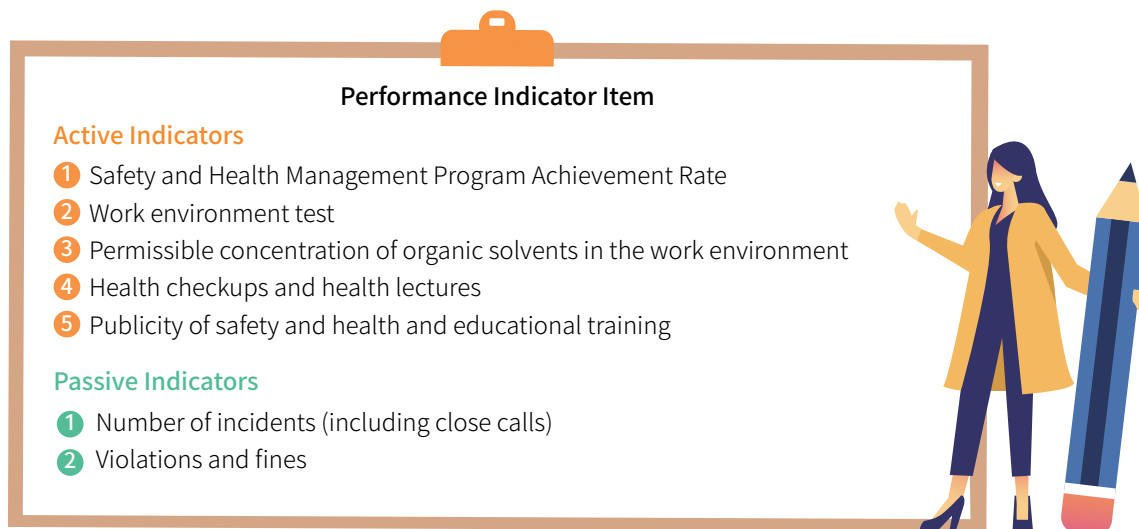 Performance Indicator Item
Active Indicators
1 Safety and Health Management Program Achievement Rate
2 Work environment test
3 Permissible concentration of organic solvents in the work environment
4 Health checkups and health lectures
5 Publicity of safety and health and educational training
Passive Indicators
1 Number of incidents (including close calls)
2 Violations and fines